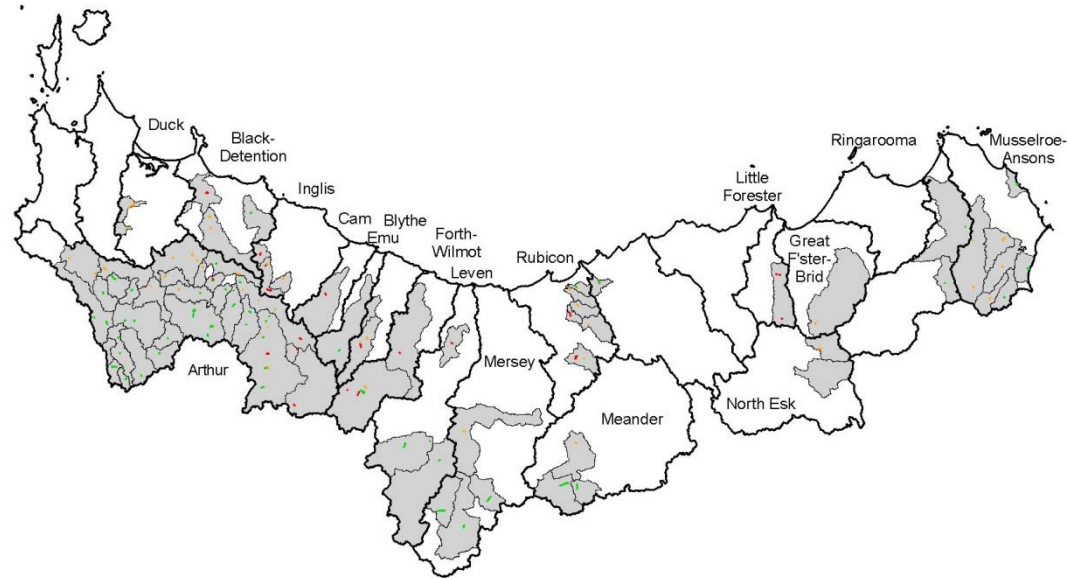 Duck
Black-
Detention
Inglis
Cam
Emu
Blythe
Forth-
Wilmot
Leven
Rubicon
Little
Forester
Great
F'ster-
Brid
Ringarooma
Musselroe-
Ansons
Arthur
Mersey
Meander
North Esk